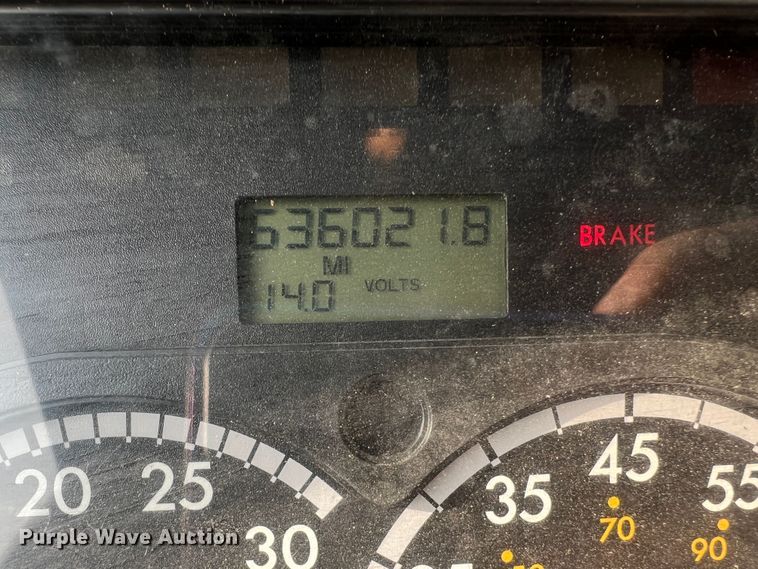 636021.8
MI
14.0 VOLTS
BRAKE
20 25 30
35 45 55
70 90
Purple Wave Auction